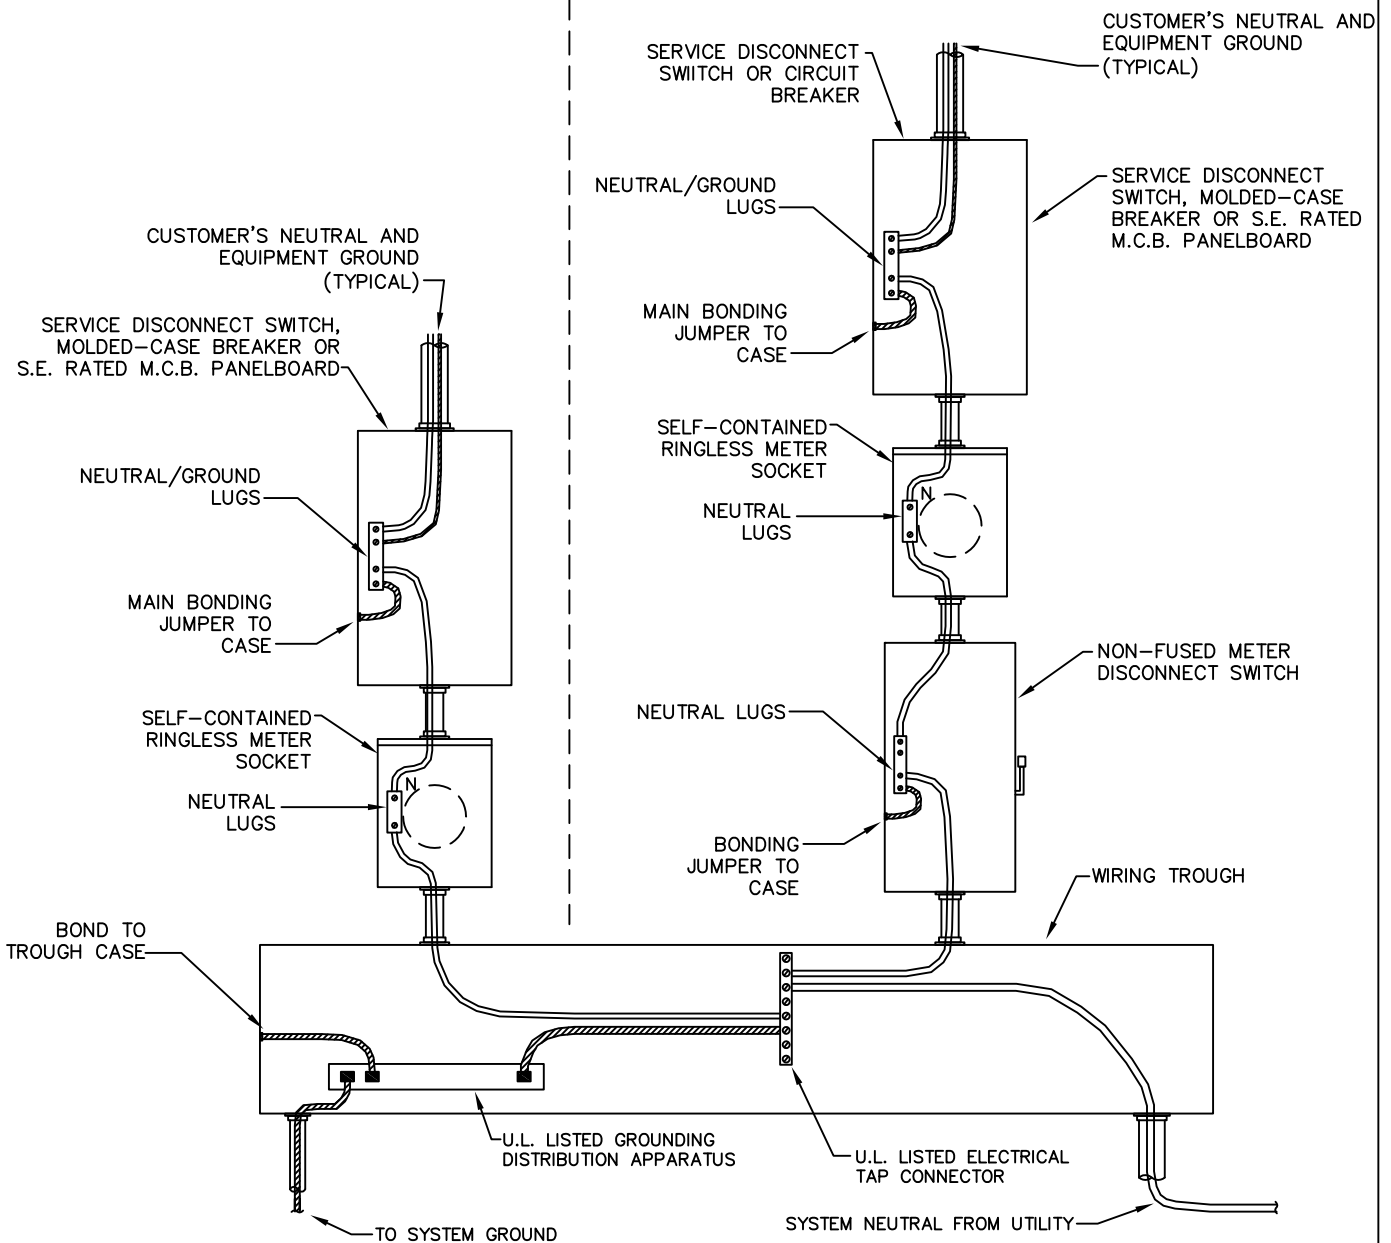 CUSTOMER'S NEUTRAL AND
EQUIPMENT GROUND
(TYPICAL)
SERVICE DISCONNECT SWITCH,
MOLDED-CASE BREAKER OR
S.E. RATED M.C.B. PANELBOARD
NEUTRAL/GROUND
LUGS
MAIN BONDING
JUMPER TO
CASE
SELF-CONTAINED
RINGLESS METER
SOCKET
N
NEUTRAL
LUGS
BOND TO
TROUGH CASE
CUSTOMER'S NEUTRAL AND
EQUIPMENT GROUND
(TYPICAL)
SERVICE DISCONNECT
SWIITCH OR CIRCUIT
BREAKER
NEUTRAL/GROUND
LUGS
SERVICE DISCONNECT
SWITCH, MOLDED-CASE
BREAKER OR S.E. RATED
M.C.B. PANELBOARD
MAIN BONDING
JUMPER TO
CASE
SELF-CONTAINED
RINGLESS METER
SOCKET
N
NEUTRAL
LUGS
NON-FUSED METER
DISCONNECT SWITCH
NEUTRAL LUGS
BONDING
JUMPER TO
CASE
WIRING TROUGH
U.L. LISTED GROUNDING
DISTRIBUTION APPARATUS
U.L. LISTED ELECTRICAL
TAP CONNECTOR
TO SYSTEM GROUND
SYSTEM NEUTRAL FROM UTILITY